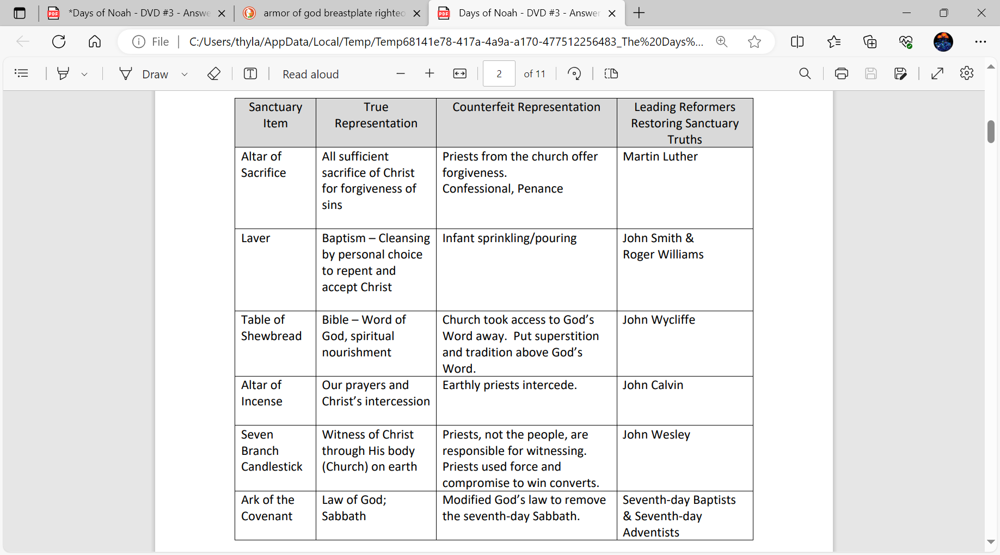 *Days of Noah - DVD #3 - Answe
armor of god breastplate righteo
Days of Noah - DVD #3 - Answer
File
C:/Users/thyla/AppData/Local/Temp/Temp68141e78-417a-4a9a-a170-477512256483_The%20Days%...
Draw
Read aloud
2
of 11
Sanctuary
Item
True
Representation
Counterfeit Representation
Leading Reformers
Restoring Sanctuary
Truths
Altar of
Sacrifice
All sufficient
sacrifice of Christ
for forgiveness of
sins
Priests from the church offer
forgiveness.
Confessional, Penance
Martin Luther
Laver
Baptism – Cleansing
by personal choice
to repent and
accept Christ
Infant sprinkling/pouring
John Smith &
Roger Williams
Table of
Shewbread
Bible – Word of
God, spiritual
nourishment
Church took access to God’s
Word away.  Put superstition
and tradition above God’s
Word.
John Wycliffe
Altar of
Incense
Our prayers and
Christ’s intercession
Earthly priests intercede.
John Calvin
Seven
Branch
Candlestick
Witness of Christ
through His body
(Church) on earth
Priests, not the people, are
responsible for witnessing.
Priests used force and
compromise to win converts.
John Wesley
Ark of the
Covenant
Law of God;
Sabbath
Modified God’s law to remove
the seventh-day Sabbath.
Seventh-day Baptists
& Seventh-day
Adventists